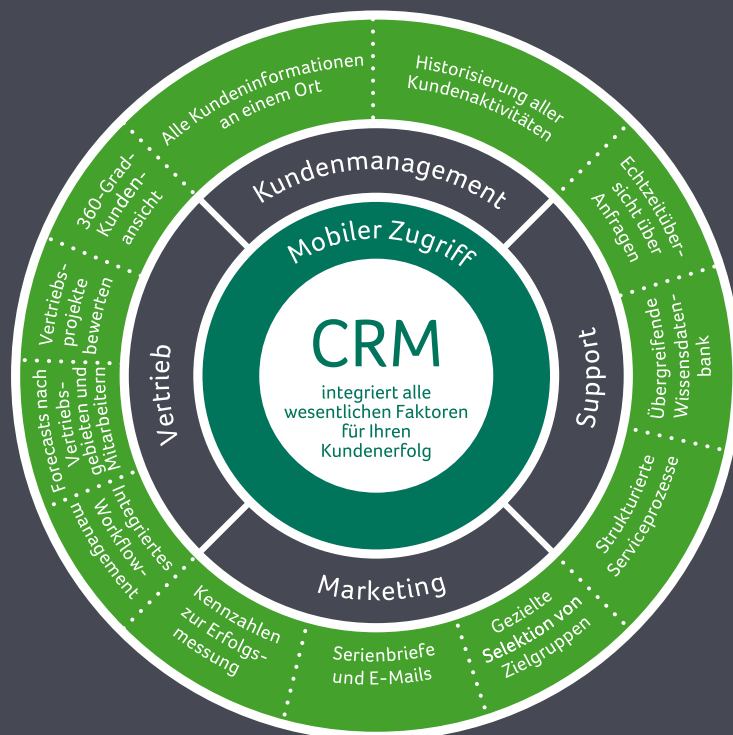 CRM
integriert alle
wesentlichen Faktoren
für Ihren
Kundenerfolg
Mobiler Zugriff
Kundenmanagement
Alle Kundeninformationen
an einem Ort
Historisierung aller
Kundenaktivitäten
Support
Echtzeitüber-
sicht über
Anfragen
Übergreifende
Wissensdaten-
bank
Strukturierte
Serviceprozesse
Marketing
Gezielte
Selektion von
Zielgruppen
Serienbriefe
und E-Mails
Kennzahlen
zur Erfolgs-
messung
Vertrieb
Integriertes
Workflow-
management
Forecasts nach
Vertriebs-
gebieten und
Mitarbeitern
Vertriebs-
projekte
bewerten
360-Grad-
Kunden-
ansicht